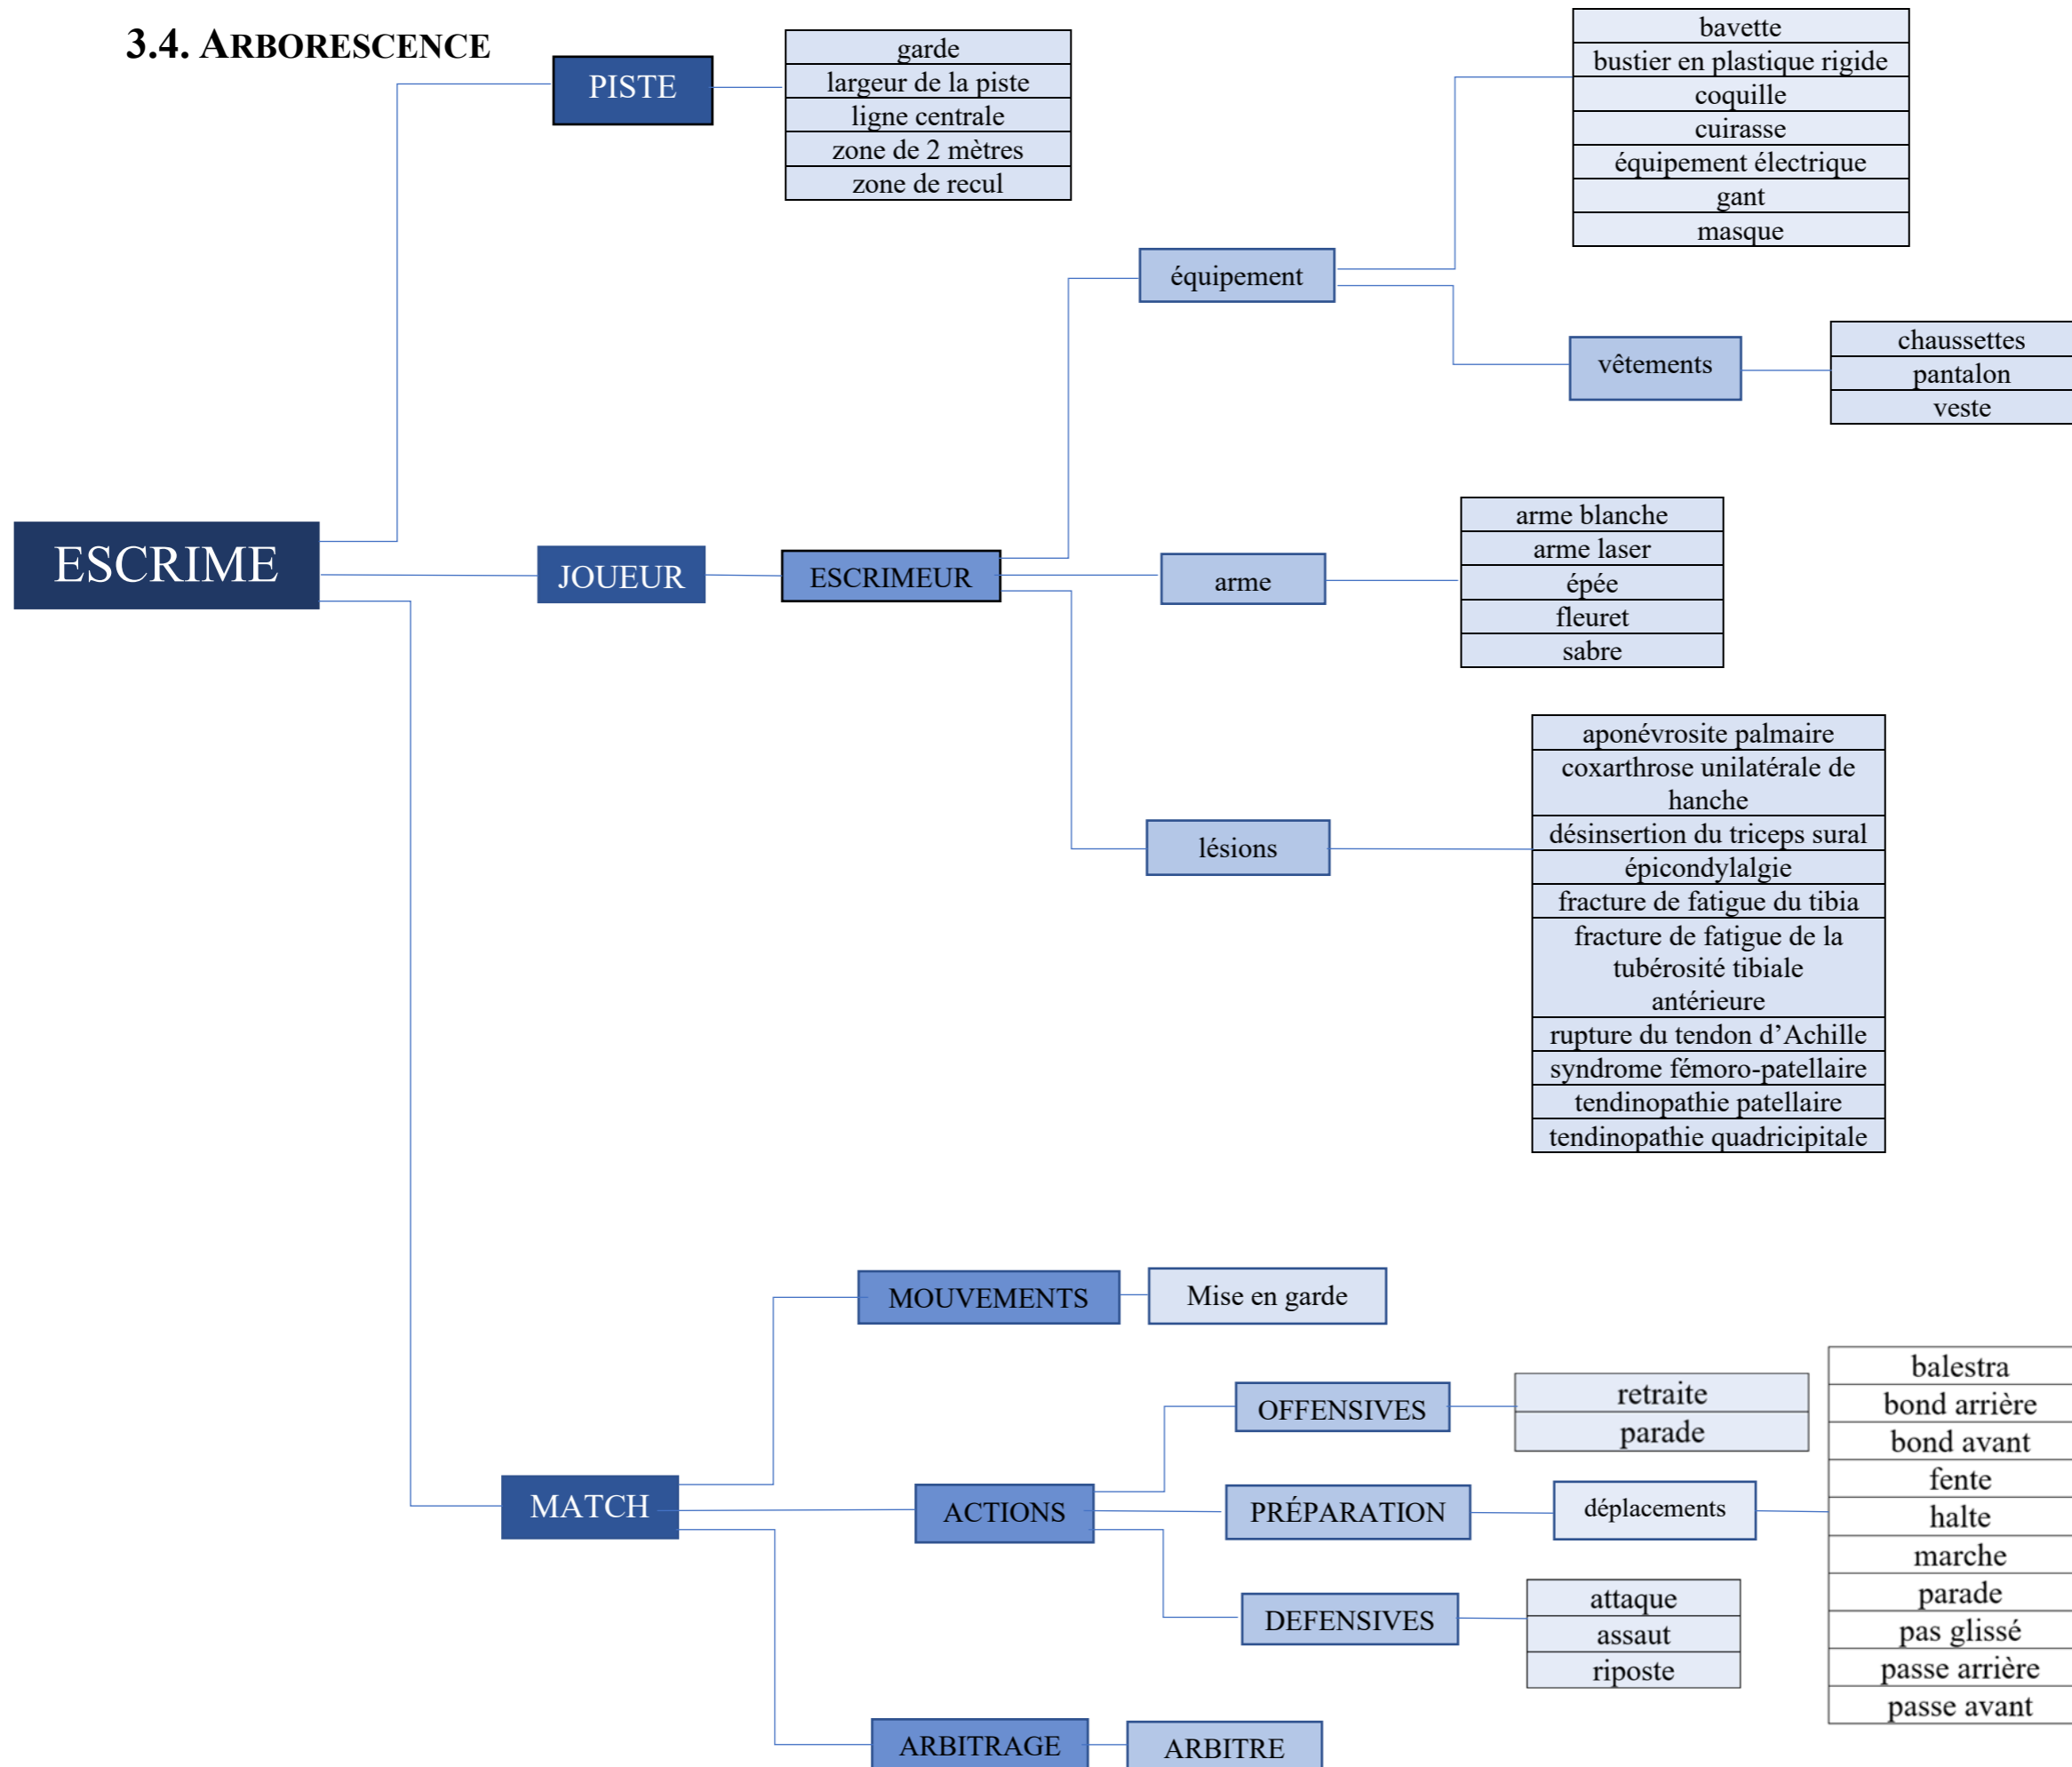 3.4. ARBORESCENCE
PISTE
garde
largeur de la piste
ligne centrale
zone de 2 mètres
zone de recul
bavette
bustier en plastique rigide
coquille
cuirasse
équipement électrique
gant
masque
équipement
vêtements
chaussettes
pantalon
veste
ESCRIME
JOUEUR
ESCRIMEUR
arme
arme blanche
arme laser
épée
fleuret
sabre
lésions
aponévrosite palmaire
coxarthrose unilatérale de
hanche
désinsertion du triceps sural
épicondylalgie
fracture de fatigue du tibia
fracture de fatigue de la
tubérosité tibiale
antérieure
rupture du tendon d’Achille
syndrome fémoro-patellaire
tendinopathie patellaire
tendinopathie quadricipitale
MOUVEMENTS
Mise en garde
MATCH
ACTIONS
OFFENSIVES
retraite
parade
PRÉPARATION
déplacements
balestra
bond arrière
bond avant
fente
halte
marche
parade
pas glissé
passe arrière
passe avant
DEFENSIVES
attaque
assaut
riposte
ARBITRAGE
ARBITRE